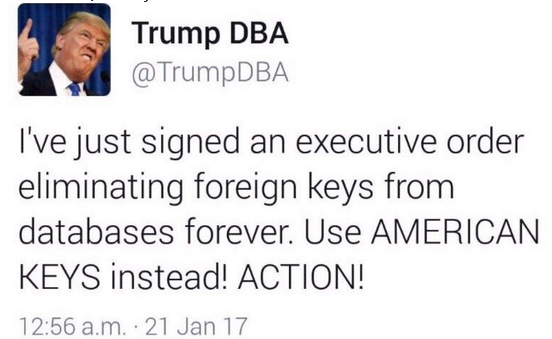 Trump DBA
@TrumpDBA
I've just signed an executive order
eliminating foreign keys from
databases forever. Use AMERICAN
KEYS instead! ACTION!
12:56 a.m. · 21 Jan 17